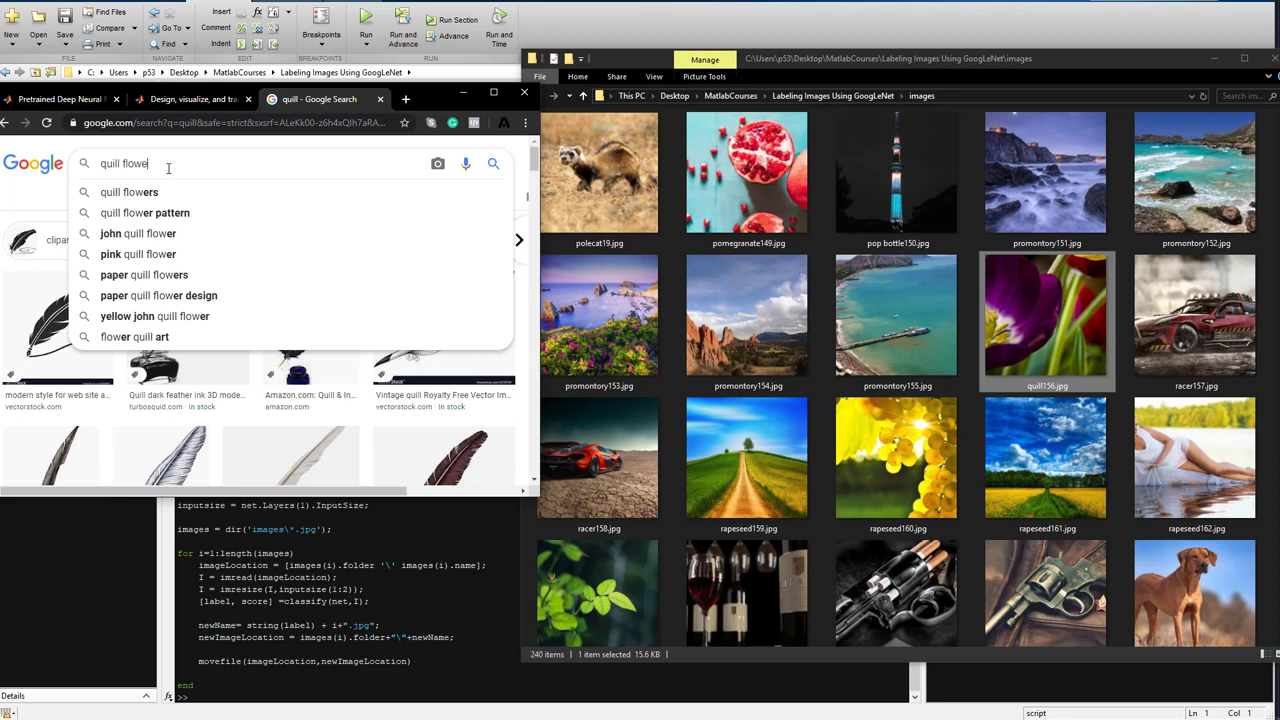 Find Files
Insert fx
Compare
Go To
Comment %
Run Section
New Open Save
Print
Find
Indent
Breakpoints
Run
Run and Advance
Advance
Run and Time
FILE NAVIGATE EDIT BREAKPOINTS RUN
C: Users p53 Desktop MatlabCourses Labeling Images Using GoogLeNet
Pretrained Deep Neural
Design, visualize, and tra
quill - Google Search
google.com/search?q=quill&safe=strict&sxsrf=ALeKk00-z6h4xQIh7aRA...
Google
quill flowe
quill flowers
quill flower pattern
john quill flower
pink quill flower
paper quill flowers
paper quill flower design
yellow john quill flower
flower quill art
clipar
modern style for web site a...
vectorstock.com
Quill dark feather ink 3D mode...
turbosquid.com · In stock
Amazon.com: Quill & In...
amazon.com
Vintage quill Royalty Free Vector Im...
vectorstock.com · In stock
Manage
C:\Users\p53\Desktop\MatlabCourses\Labeling Images Using GoogLeNet\images
File Home Share View Picture Tools
This PC Desktop MatlabCourses Labeling Images Using GoogLeNet images
Search im...
polecat19.jpg
pomegranate149.jpg
pop bottle150.jpg
promontory151.jpg
promontory152.jpg
promontory153.jpg
promontory154.jpg
promontory155.jpg
quill156.jpg
racer157.jpg
racer158.jpg
rapeseed159.jpg
rapeseed160.jpg
rapeseed161.jpg
rapeseed162.jpg
240 items 1 item selected 15.6 KB
inputsize= net.Layers(1).InputSize;
images = dir('images\*.jpg');
for i=1:length(images)
imageLocation = [images(i).folder '\' images(i).name];
I = imread(imageLocation);
I = imresize(I,inputsize(1:2));
[label, score] =classify(net,I);
newName= string(label) + i+".jpg";
newImageLocation = images(i).folder+"\"+newName;
movefile(imageLocation,newImageLocation)
end
fx >>
Details
script
Ln 1 Col 1